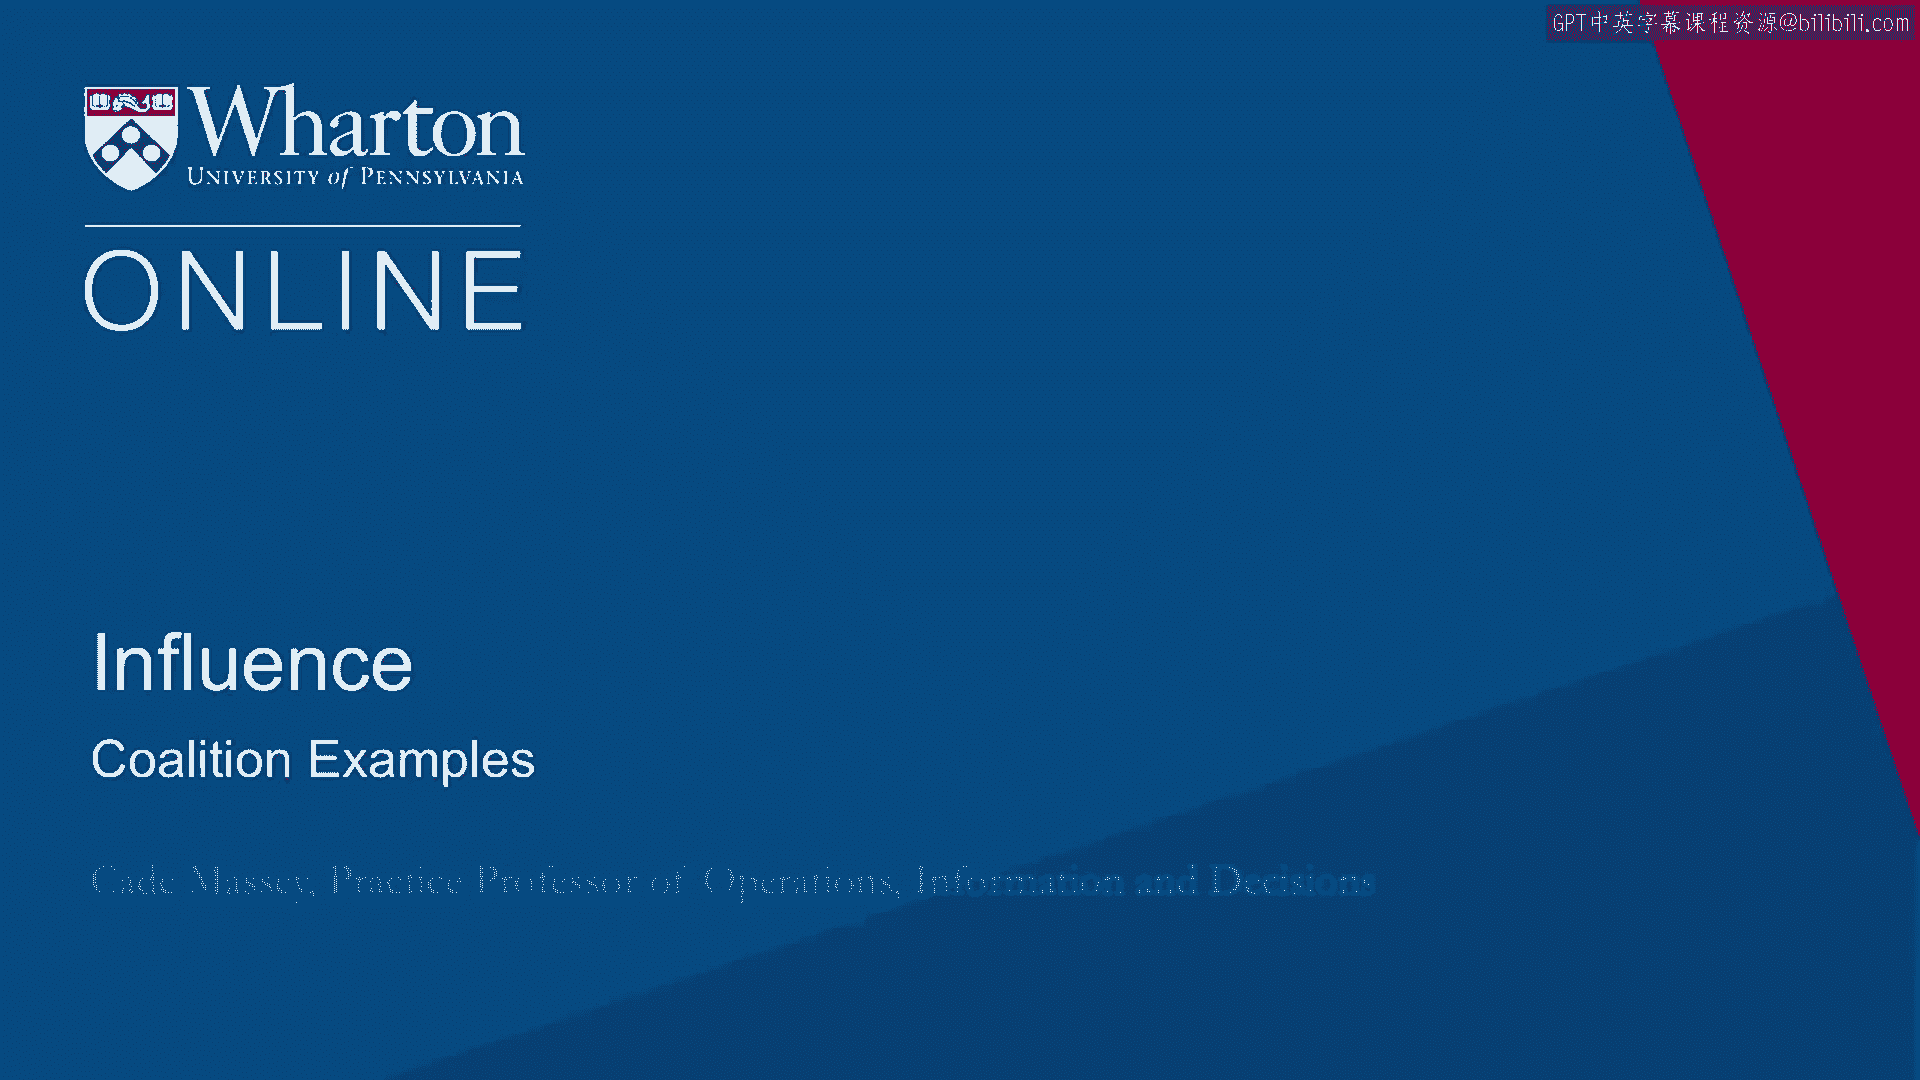 GPT中英字幕课程资源@bilibili.com
Wharton
UNIVERSITY of PENNSYLVANIA
ONLINE
Influence
Coalition Examples
Cade Massey, Practice Professor of Operations, Information and Decisions